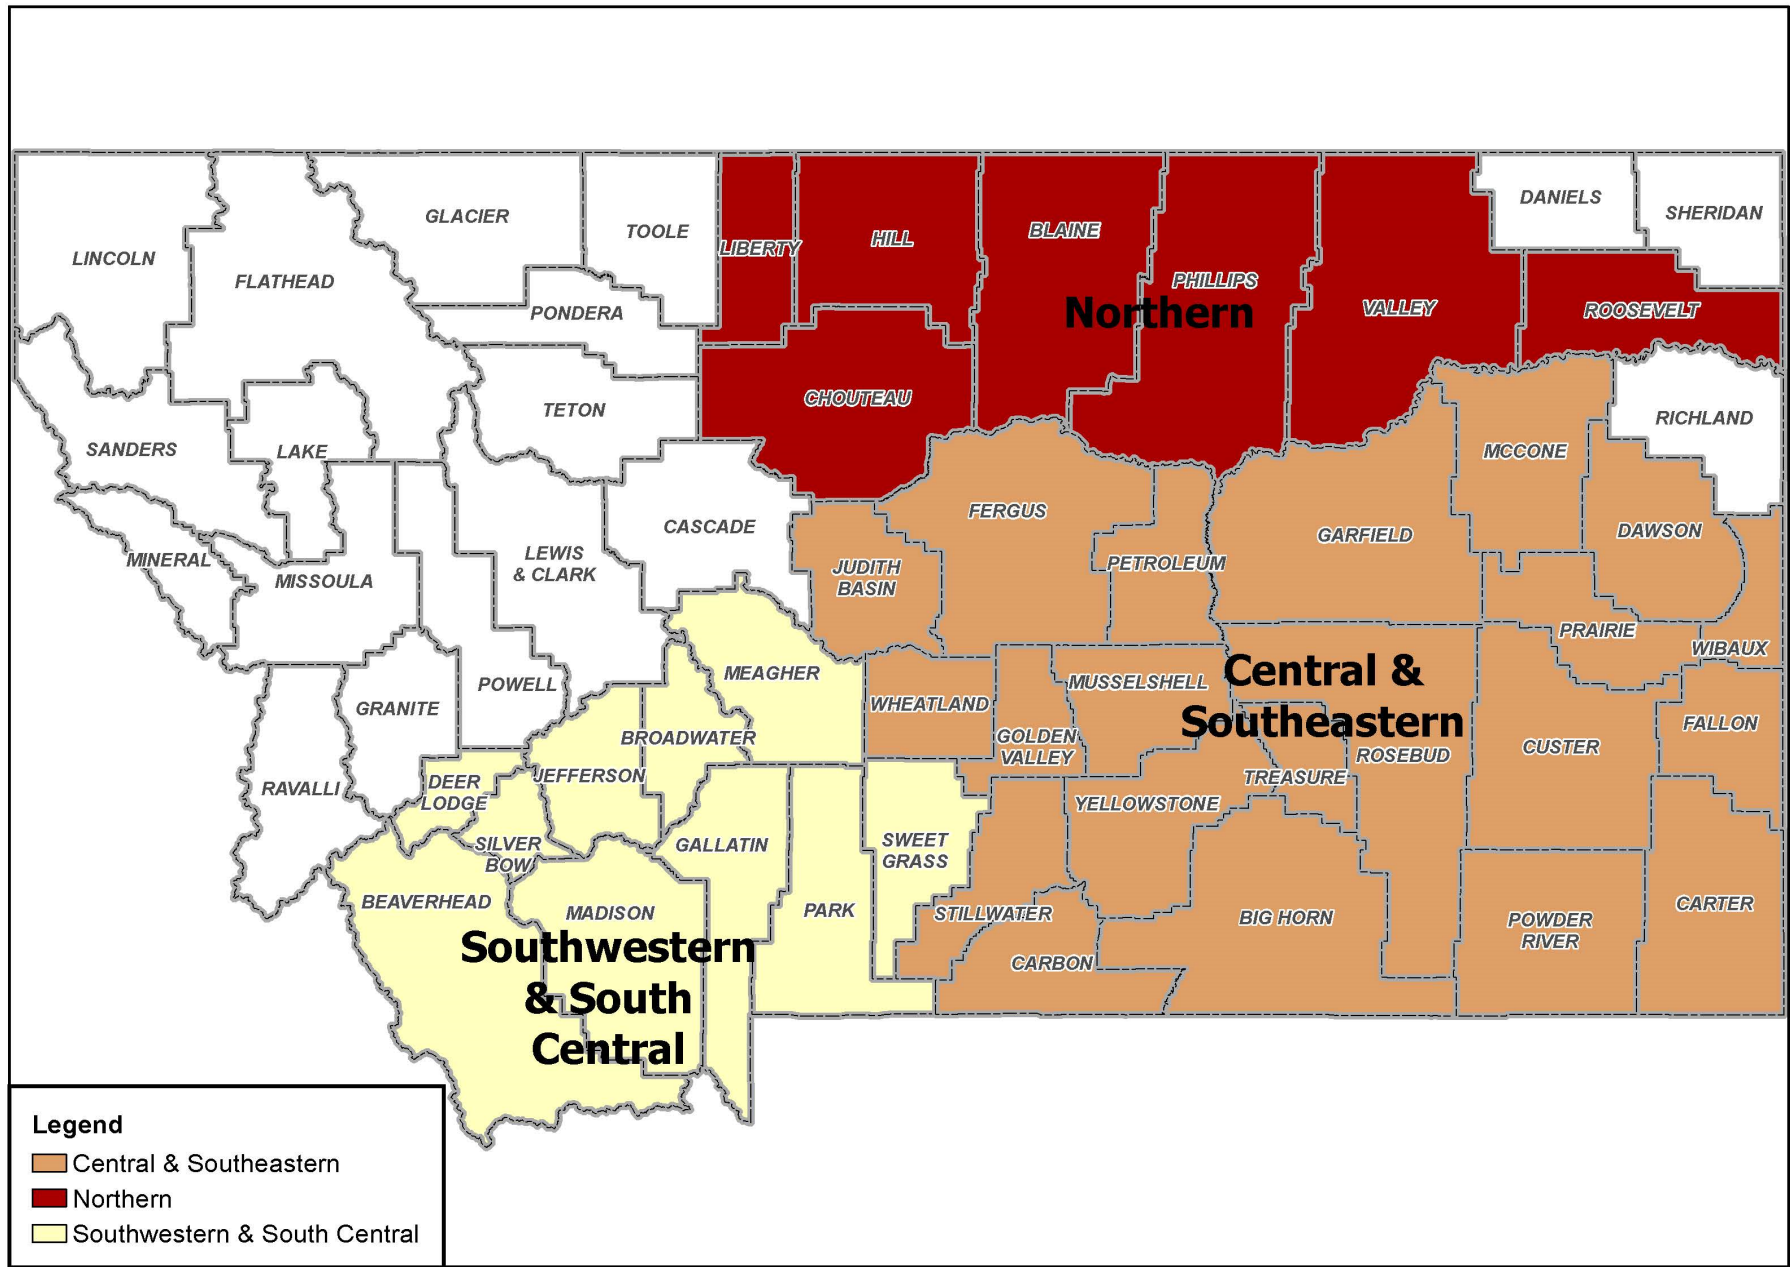 LINCOLN
FLATHEAD
GLACIER
TOOLE
PONDERA
LIBERTY
HILL
BLAINE
PHILLIPS
Northern
VALLEY
DANIELS
SHERIDAN
ROOSEVELT
RICHLAND
CHOUTEAU
TETON
SANDERS
LAKE
MINERAL
MISSOULA
LEWIS
& CLARK
CASCADE
JUDITH
BASIN
FERGUS
PETROLEUM
GARFIELD
MCCONE
DAWSON
PRAIRIE
WIBAUX
POWELL
GRANITE
RAVALLI
MEAGHER
BROADWATER
JEFFERSON
DEER
LODGE
SILVER
BOW
WHEATLAND
GOLDEN
VALLEY
MUSSELSHELL
Central &
Southeastern
TREASURE
ROSEBUD
CUSTER
FALLON
YELLOWSTONE
GALLATIN
SWEET
GRASS
BEAVERHEAD
MADISON
PARK
STILLWATER
CARBON
BIG HORN
POWDER
RIVER
CARTER
Southwestern
& South
Central
Legend
Central & Southeastern
Northern
Southwestern & South Central